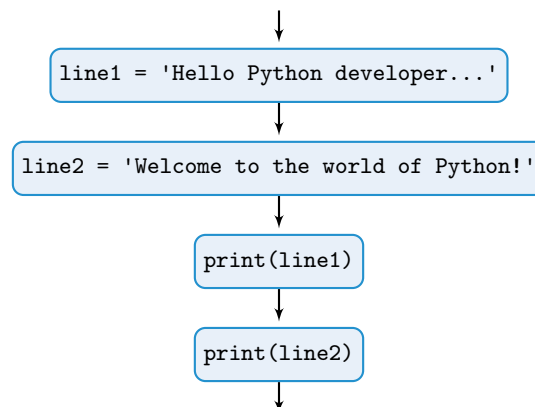 line1 = 'Hello Python developer...'
line2 = 'Welcome to the world of Python!'
print(line1)
print(line2)